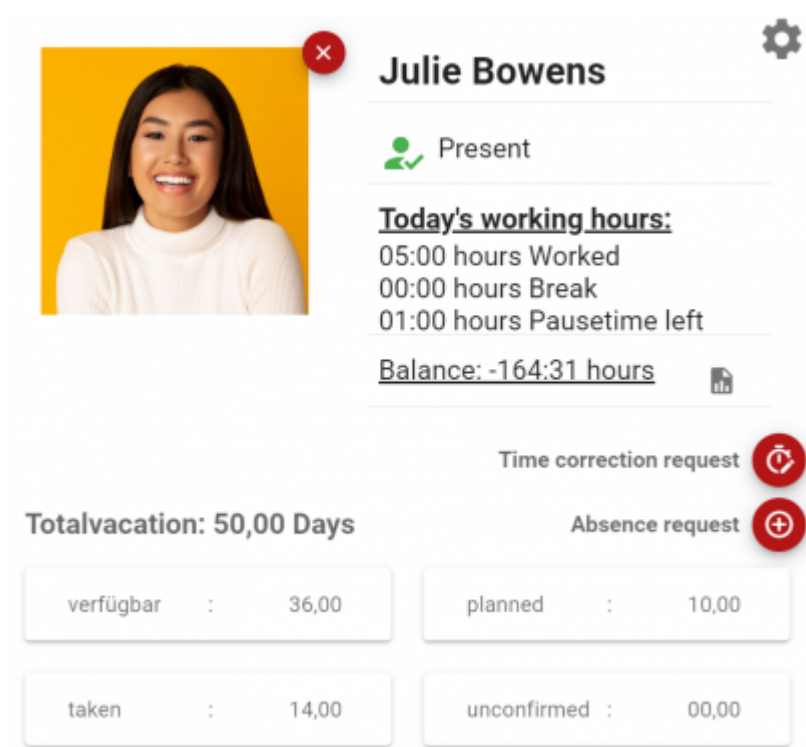 Julie Bowens
Present
Today's working hours:
05:00 hours Worked
00:00 hours Break
01:00 hours Pausetime left
Balance: -164:31 hours
Time correction request
Totalvacation: 50,00 Days
Absence request
verfügbar : 36,00
planned : 10,00
taken : 14,00
unconfirmed : 00,00